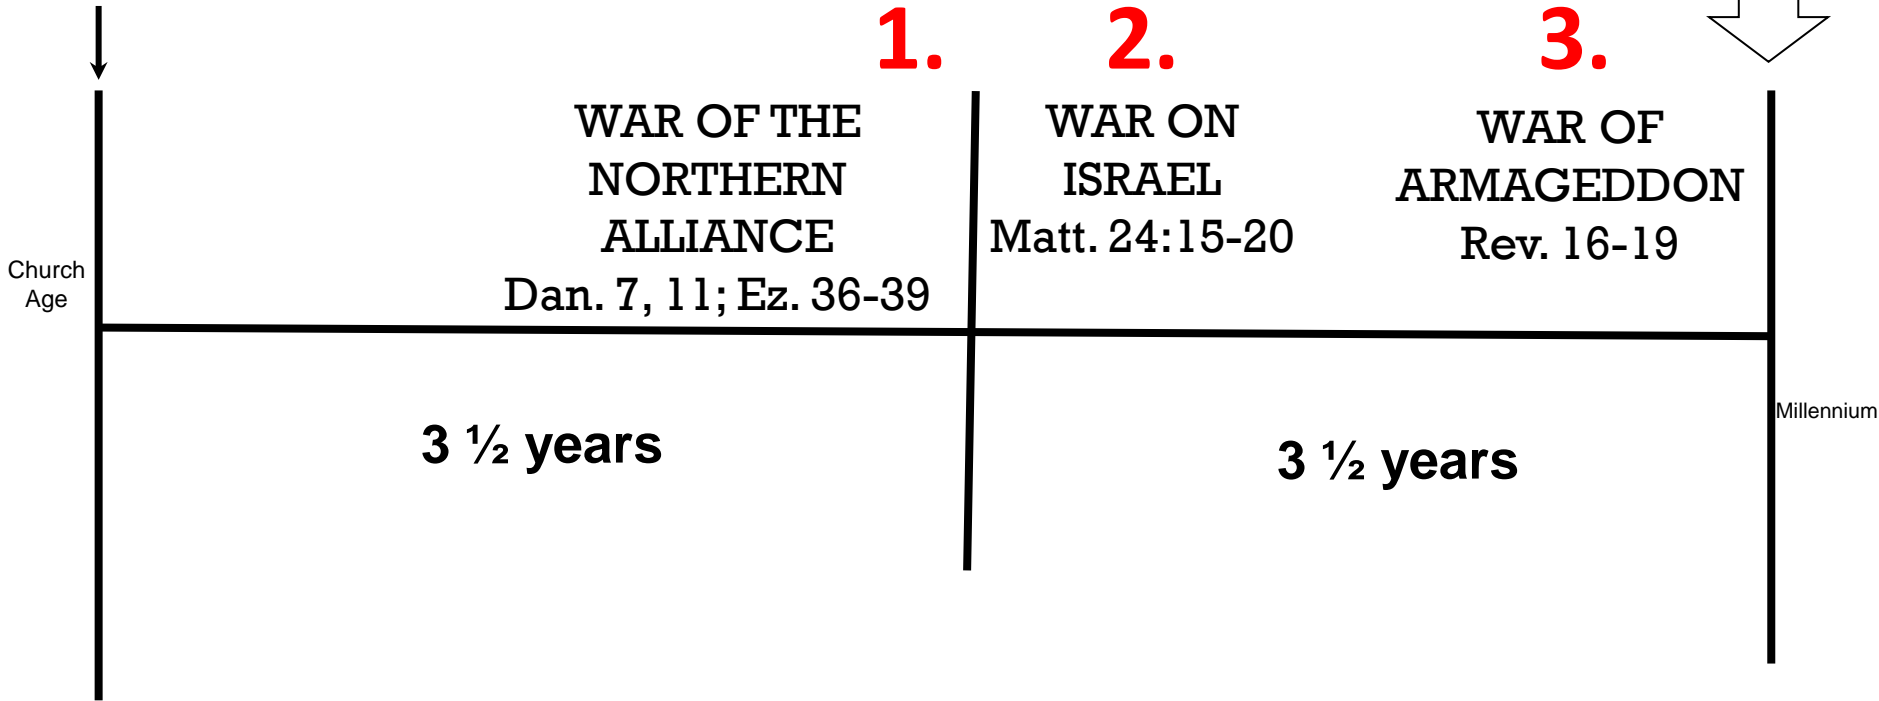 1.
2.
3.
WAR OF THE
NORTHERN
ALLIANCE
Dan. 7, 11; Ez. 36-39
WAR ON
ISRAEL
Matt. 24:15-20
WAR OF
ARMAGEDDON
Rev. 16-19
Church
Age
3 ½ years
3 ½ years
Millennium